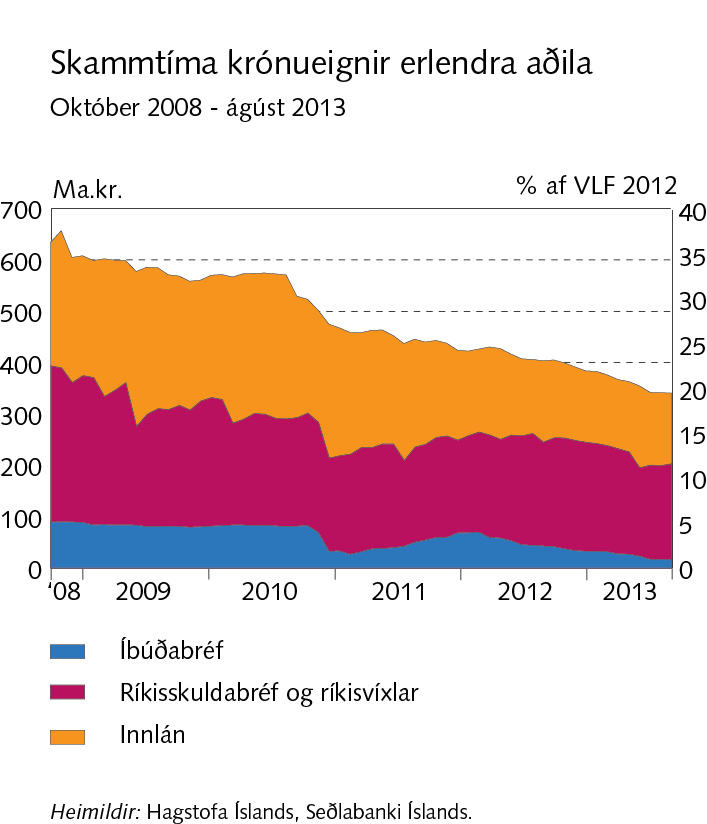 Skammtíma krónueignir erlendra aðila
Október 2008 - ágúst 2013
Ma.kr.
% af VLF 2012
700
600
500
400
300
200
100
0
40
35
30
25
20
15
10
5
0
‘08 2009 2010 2011 2012 2013
Íbúðabréf
Ríkisskuldabréf og ríkisvíxlar
Innlán
Heimildir: Hagstofa Íslands, Seðlabanki Íslands.